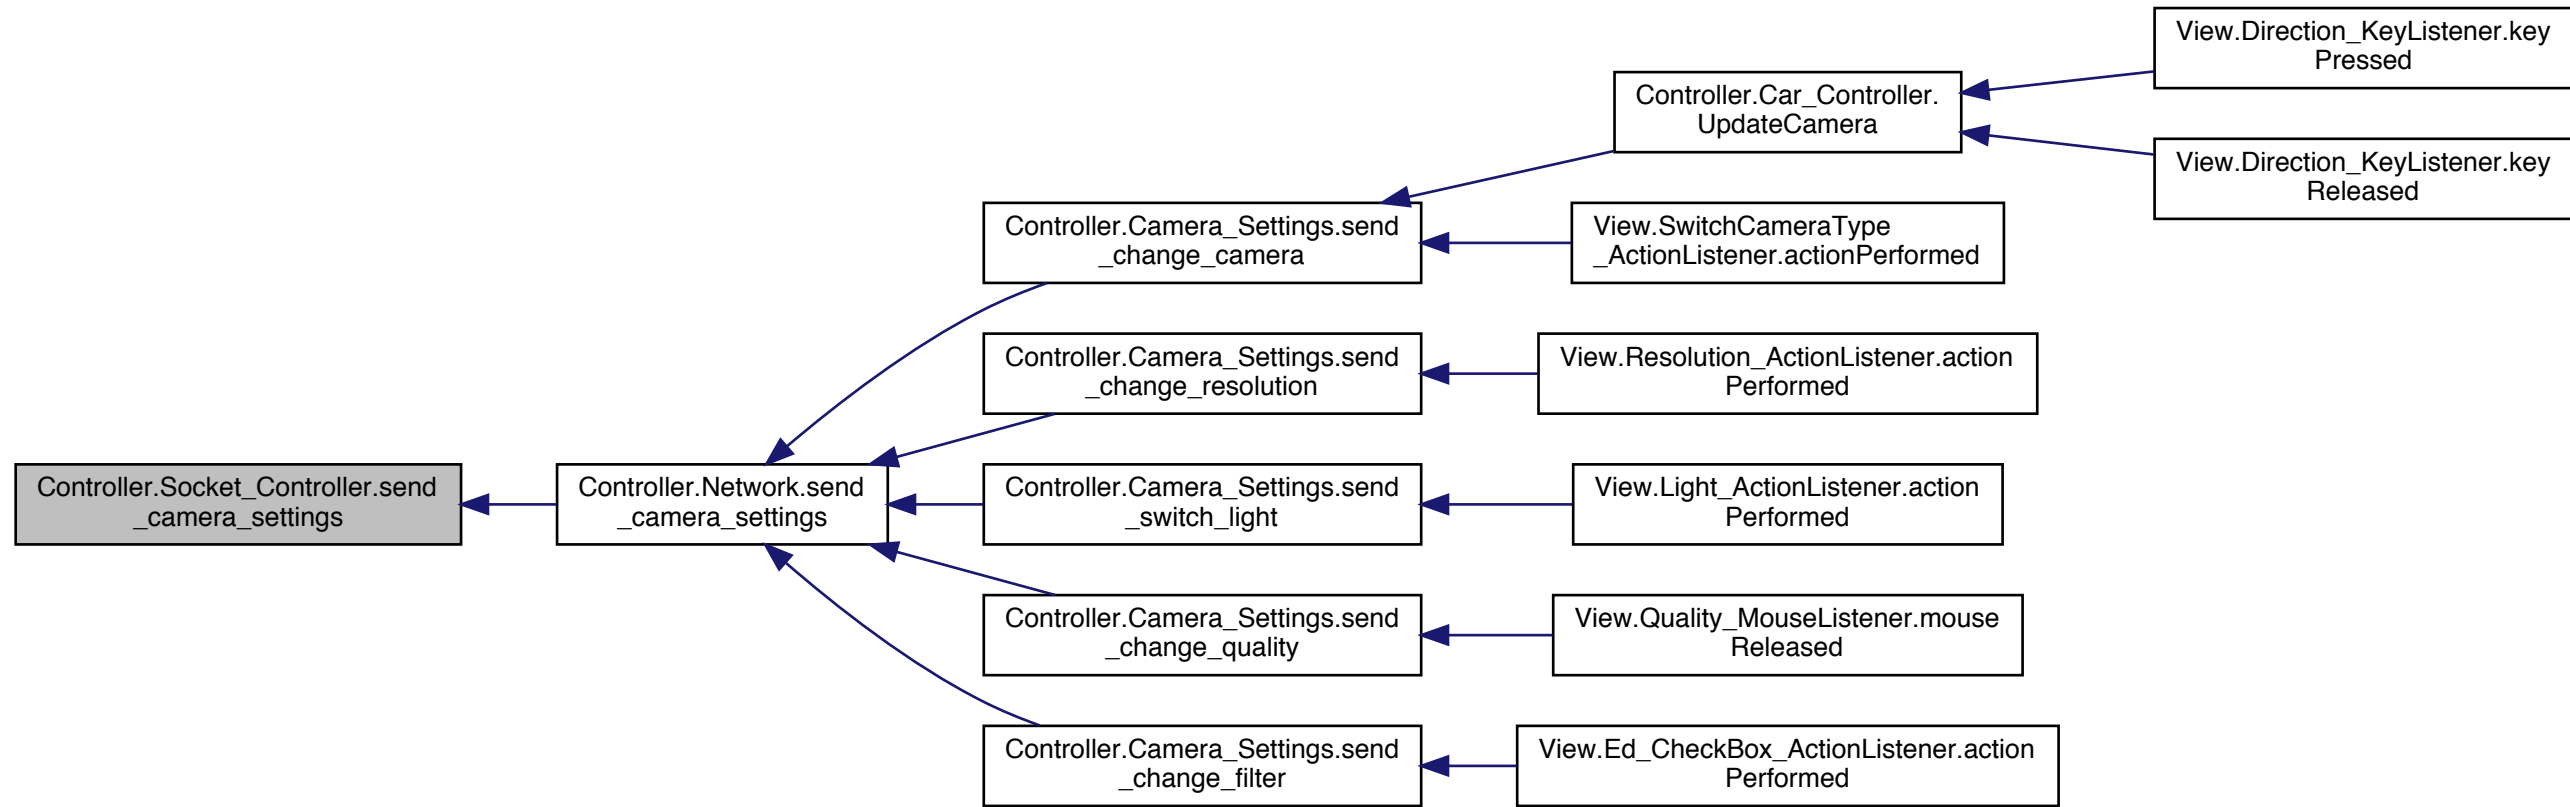 View.Direction_KeyListener.key
Pressed
Controller.Car_Controller.
UpdateCamera
View.Direction_KeyListener.key
Released
Controller.Camera_Settings.send
_change_camera
View.SwitchCameraType
_ActionListener.actionPerformed
Controller.Camera_Settings.send
_change_resolution
View.Resolution_ActionListener.action
Performed
Controller.Socket_Controller.send
_camera_settings
Controller.Network.send
_camera_settings
Controller.Camera_Settings.send
_switch_light
View.Light_ActionListener.action
Performed
Controller.Camera_Settings.send
_change_quality
View.Quality_MouseListener.mouse
Released
Controller.Camera_Settings.send
_change_filter
View.Ed_CheckBox_ActionListener.action
Performed